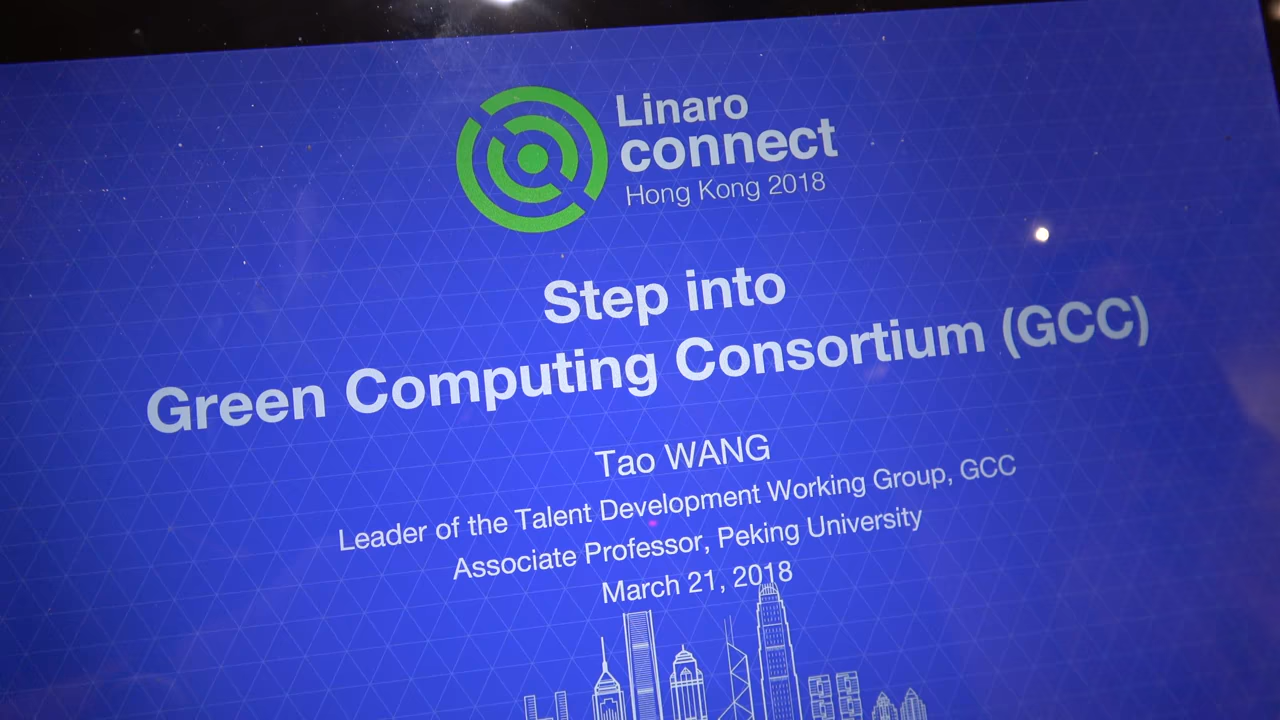 Linaro
connect
Hong Kong 2018
Step into
Green Computing Consortium (GCC)
Tao WANG
Leader of the Talent Development Working Group, GCC
Associate Professor, Peking University
March 21, 2018